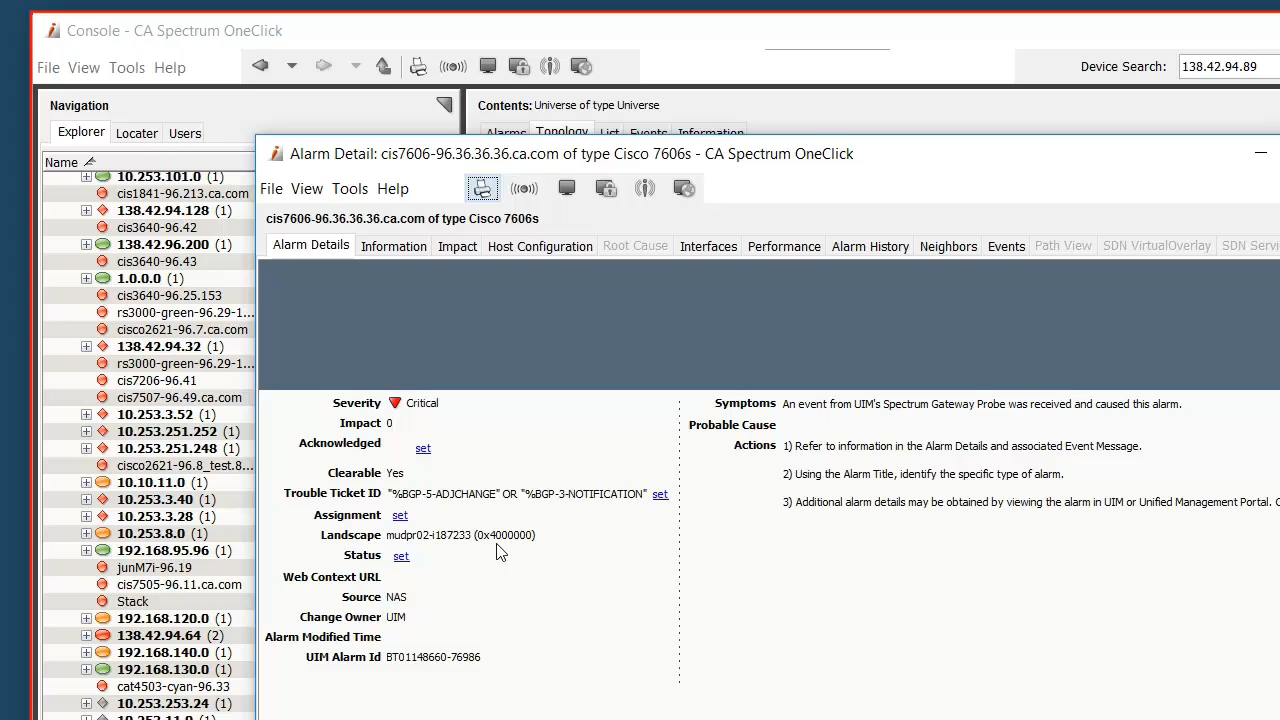 Console - CA Spectrum OneClick
File View Tools Help
Device Search: 138.42.94.89
Navigation
Contents: Universe of type Universe
Explorer Locater Users
Alarms Topology List Events Information
Name
Alarm Detail: cis7606-96.36.36.36.ca.com of type Cisco 7606s - CA Spectrum OneClick
File View Tools Help
cis7606-96.36.36.36.ca.com of type Cisco 7606s
Alarm Details Information Impact Host Configuration Root Cause Interfaces Performance Alarm History Neighbors Events Path View SDN VirtualOverlay SDN Servi
10.253.101.0 (1)
cis1841-96.213.ca.com
138.42.94.128 (1)
cis3640-96.42
138.42.96.200 (1)
cis3640-96.43
1.0.0.0 (1)
cis3640-96.25.153
rs3000-green-96.29-1...
cisco2621-96.7.ca.com
138.42.94.32 (1)
rs3000-green-96.29-1...
cis7206-96.41
cis7507-96.49.ca.com
10.253.3.52 (1)
10.253.251.252 (1)
10.253.251.248 (1)
cisco2621-96.8_test.8...
10.10.11.0 (1)
10.253.3.40 (1)
10.253.3.28 (1)
10.253.8.0 (1)
192.168.95.96 (1)
junM7i-96.19
cis7505-96.11.ca.com
Stack
192.168.120.0 (1)
138.42.94.64 (2)
192.168.140.0 (1)
192.168.130.0 (1)
cat4503-cyan-96.33
10.253.253.24 (1)
10.253.11.0 (1)
Severity Critical
Impact 0
Acknowledged set
Clearable Yes
Trouble Ticket ID "%BGP-5-ADJCHANGE" OR "%BGP-3-NOTIFICATION" set
Assignment set
Landscape mudpr02-i187233 (0x4000000)
Status set
Web Context URL
Source NAS
Change Owner UIM
Alarm Modified Time
UIM Alarm Id BT01148660-76986
Symptoms An event from UIM's Spectrum Gateway Probe was received and caused this alarm.
Probable Cause
Actions 1) Refer to information in the Alarm Details and associated Event Message.
2) Using the Alarm Title, identify the specific type of alarm.
3) Additional alarm details may be obtained by viewing the alarm in UIM or Unified Management Portal. C